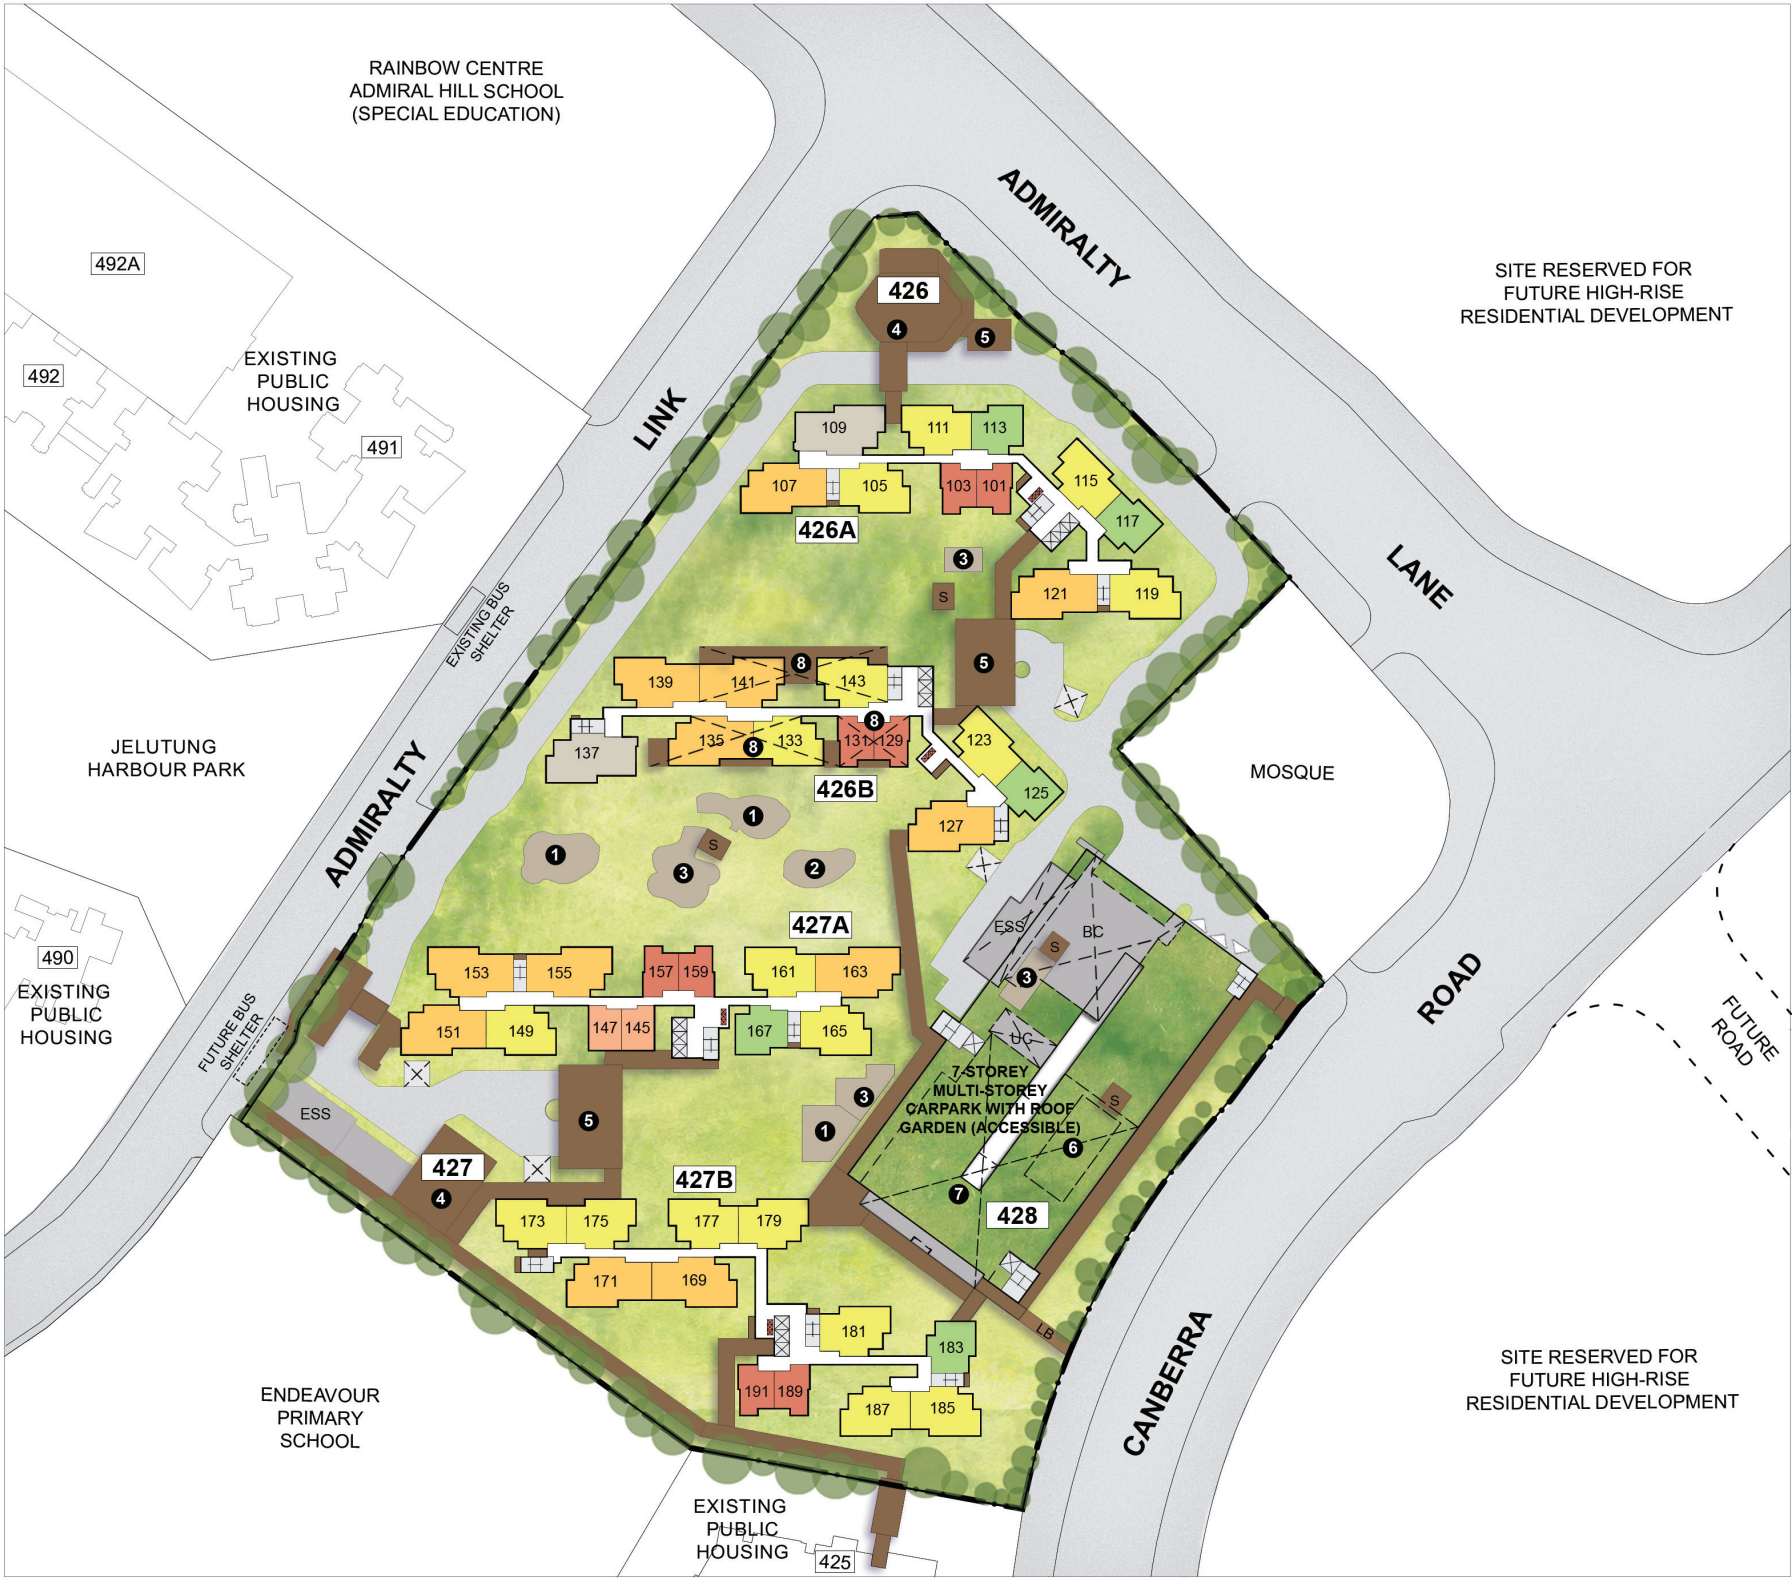 RAINBOW CENTRE
ADMIRAL HILL SCHOOL
(SPECIAL EDUCATION)
ADMIRALTY
SITE RESERVED FOR
FUTURE HIGH-RISE
RESIDENTIAL DEVELOPMENT
492A
426
4
5
EXISTING
PUBLIC
HOUSING
492
491
LINK
109
111
113
107
105
103
101
115
117
426A
3
S
121
119
LANE
EXISTING BUS
SHELTER
5
139
141
8
143
137
135
8
133
8
131
129
123
125
426B
127
JELUTUNG
HARBOUR PARK
ADMIRALTY
MOSQUE
1
1
S
3
2
427A
ESS
BC
S
3
490
EXISTING
PUBLIC
HOUSING
153
155
157
159
161
163
151
149
147
145
167
165
ROAD
FUTURE
ROAD
FUTURE BUS
SHELTER
UC
7-STOREY
MULTI-STOREY
CARPARK WITH ROOF
GARDEN (ACCESSIBLE)
S
6
7
428
ESS
5
3
1
427
4
427B
173
175
177
179
171
169
181
183
LB
191
189
187
185
CANBERRA
SITE RESERVED FOR
FUTURE HIGH-RISE
RESIDENTIAL DEVELOPMENT
ENDEAVOUR
PRIMARY
SCHOOL
EXISTING
PUBLIC
HOUSING
425